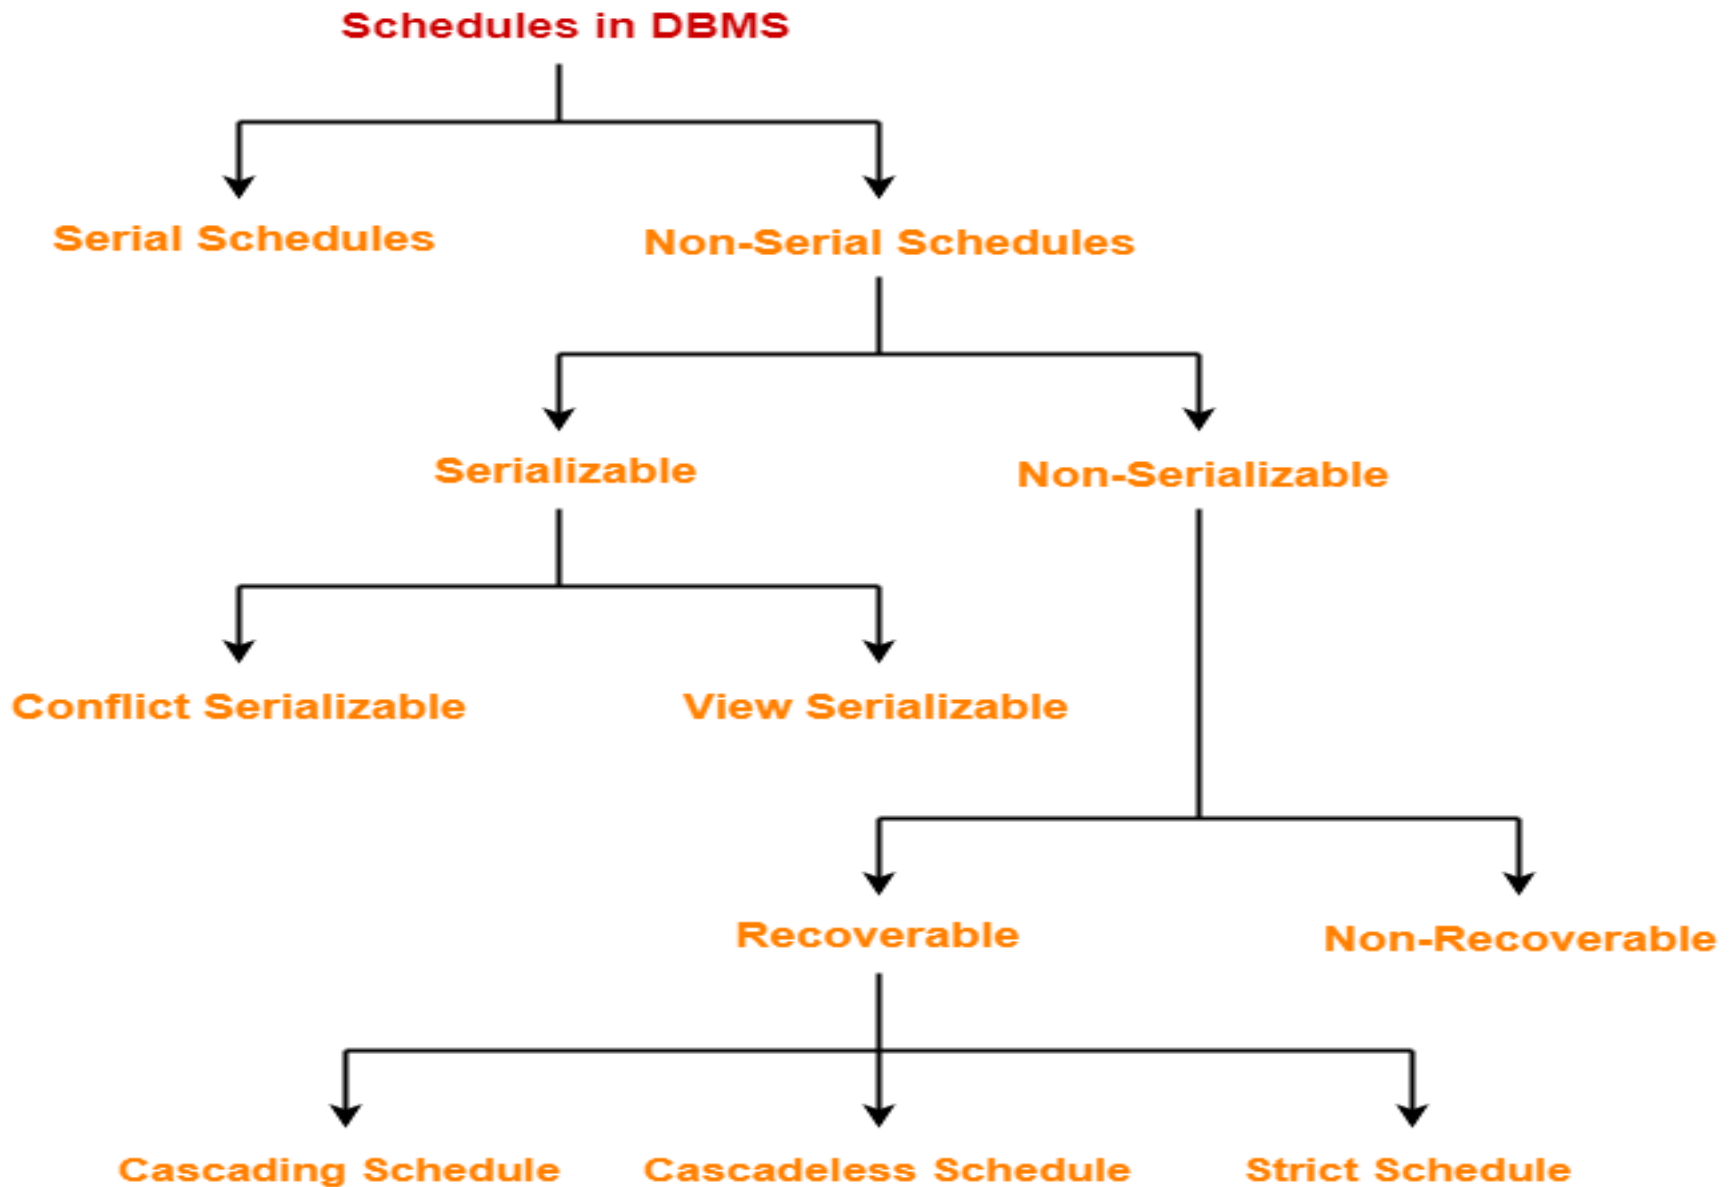 Schedules in DBMS
Serial Schedules
Non-Serial Schedules
Serializable
Non-Serializable
Conflict Serializable
View Serializable
Recoverable
Non-Recoverable
Cascading Schedule
Cascadeless Schedule
Strict Schedule